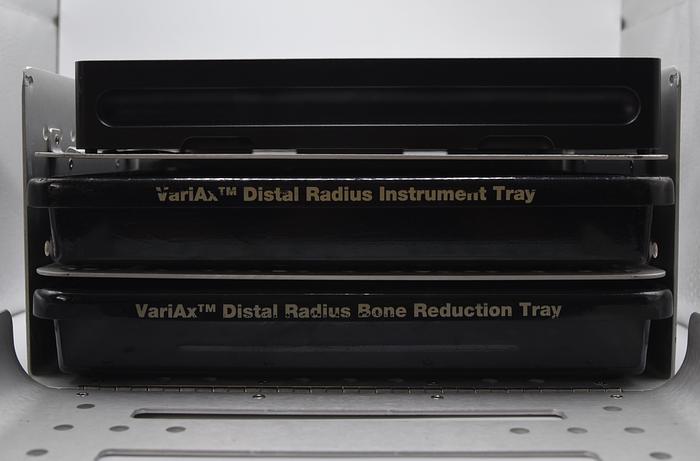 VariAx™ Distal Radius Instrument Tray
VariAx™ Distal Radius Bone Reduction Tray